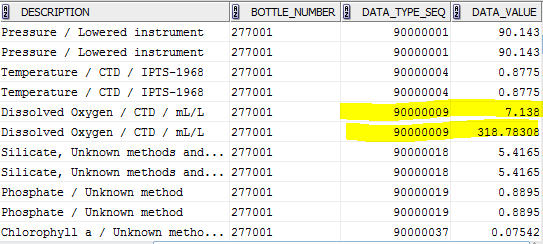 DESCRIPTION BOTTLE_NUMBER DATA_TYPE_SEQ DATA_VALUE
Pressure / Lowered instrument 277001 90000001 90.143
Pressure / Lowered instrument 277001 90000001 90.143
Temperature / CTD / IPTS-1968 277001 90000004 0.8775
Temperature / CTD / IPTS-1968 277001 90000004 0.8775
Dissolved Oxygen / CTD / mL/L 277001 90000009 7.138
Dissolved Oxygen / CTD / mL/L 277001 90000009 318.78308
Silicate, Unknown methods and... 277001 90000018 5.4165
Silicate, Unknown methods and... 277001 90000018 5.4165
Phosphate / Unknown method 277001 90000019 0.8895
Phosphate / Unknown method 277001 90000019 0.8895
Chlorophyll a / Unknown metho... 277001 90000037 0.07542